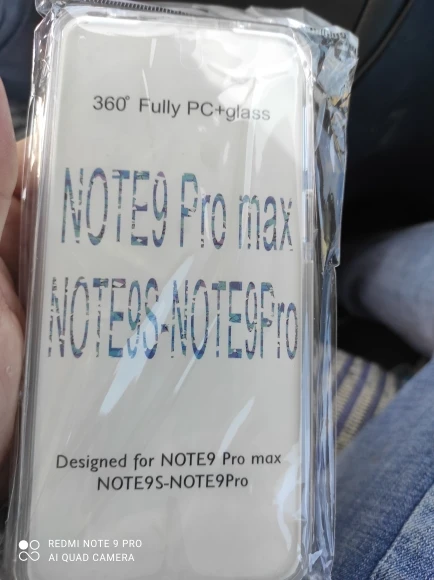 360° Fully PC+glass
NOTE9 Pro max
NOTE9S-NOTE9Pro
Designed for NOTE9 Pro max
NOTE9S-NOTE9Pro
REDMI NOTE 9 PRO
AI QUAD CAMERA